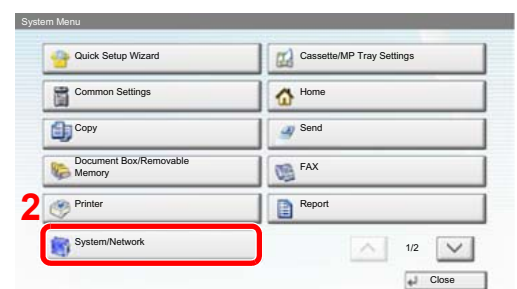 System Menu
Quick Setup Wizard
Cassette/MP Tray Settings
Common Settings
Home
Copy
Send
Document Box/Removable
Memory
FAX
2
Printer
Report
System/Network
1/2
Close